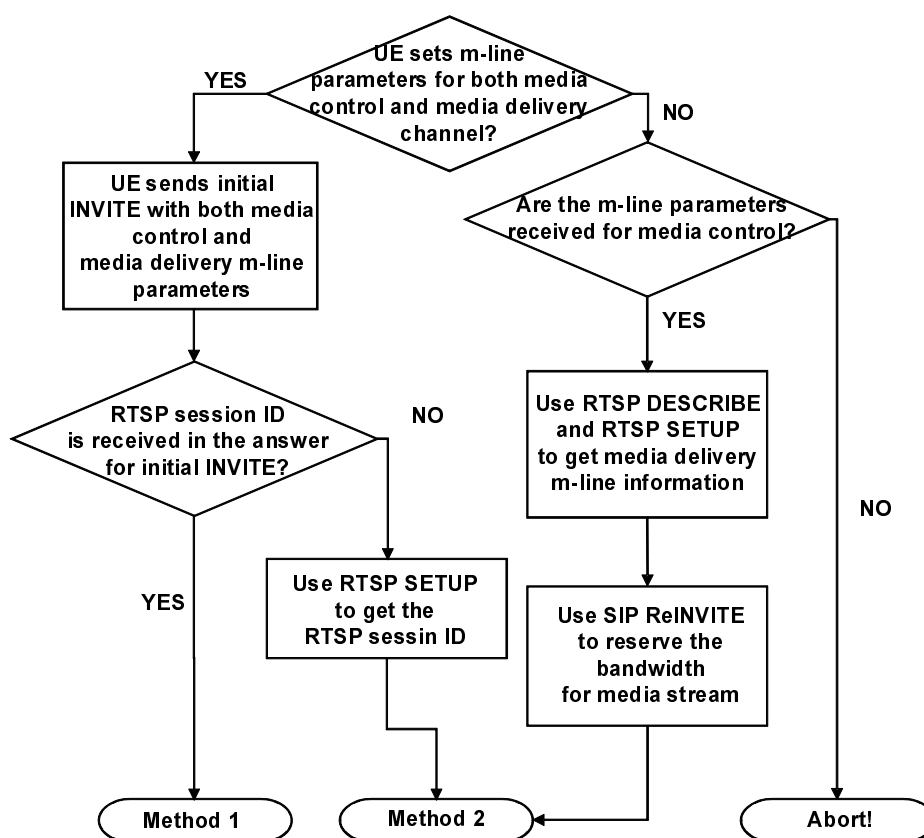 UE sets m-line
parameters for both media
control and media delivery
channel?
YES
NO
UE sends initial
INVITE with both media
control and
media delivery m-line
parameters
Are the m-line parameters
received for media control?
YES
NO
RTSP session ID
is received in the answer
for initial INVITE?
NO
YES
Use RTSP DESCRIBE
and RTSP SETUP
to get media delivery
m-line information
Use RTSP SETUP
to get the
RTSP sessin ID
Use SIP ReINVITE
to reserve the
bandwidth
for media stream
Method 1
Method 2
Abort!